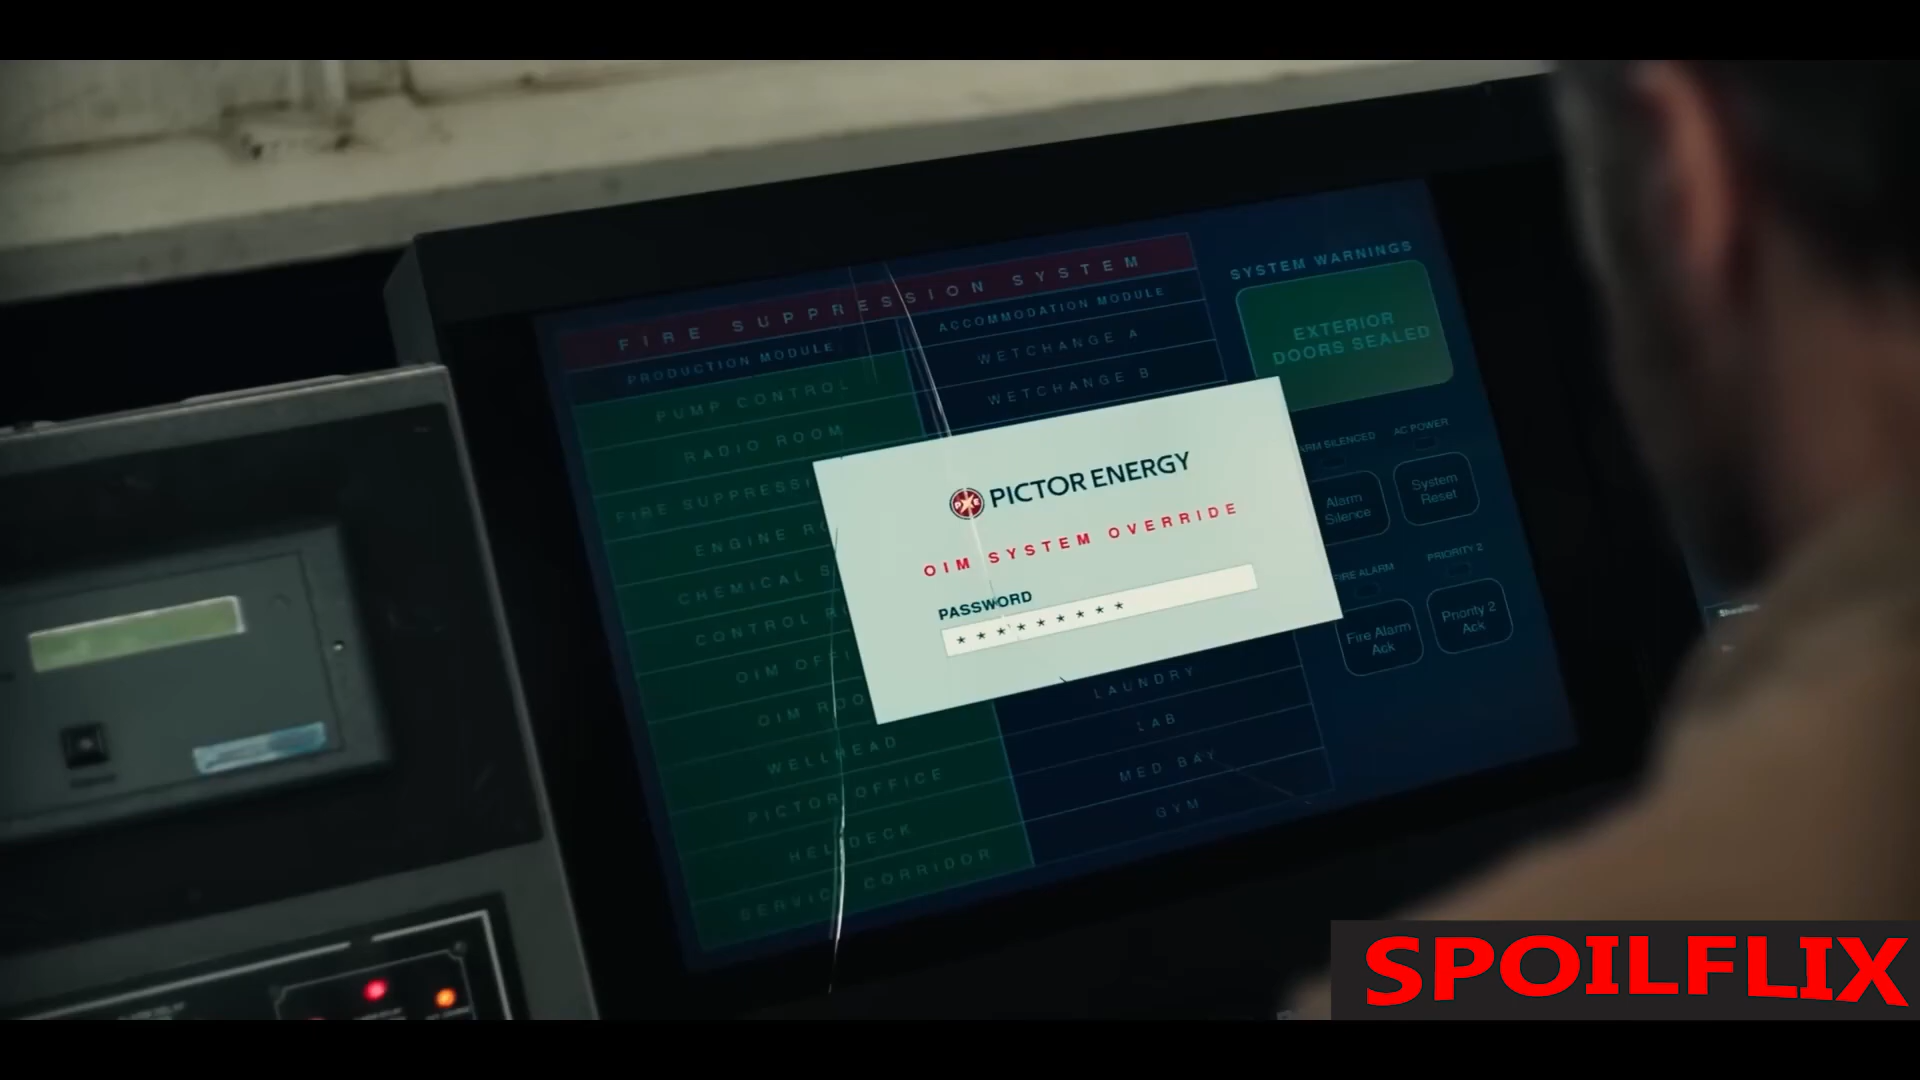 FIRE SUPPRESSION SYSTEM
PRODUCTION MODULE
ACCOMMODATION MODULE
PUMP CONTROL
RADIO ROOM
WETCHANGE A
WETCHANGE B
SYSTEM WARNINGS
EXTERIOR
DOORS SEALED
AC POWER
Alarm
Silence
System
Reset
PRIORITY 2
Fire Alarm
Ack
Priority 2
Ack
PICTOR ENERGY
OIM SYSTEM OVERRIDE
PASSWORD
* * * * * * * * *
WELLHEAD
PICTOR OFFICE
HELIDECK
SERVICE CORRIDOR
LAUNDRY
LAB
MED BAY
GYM
SPOILFLIX